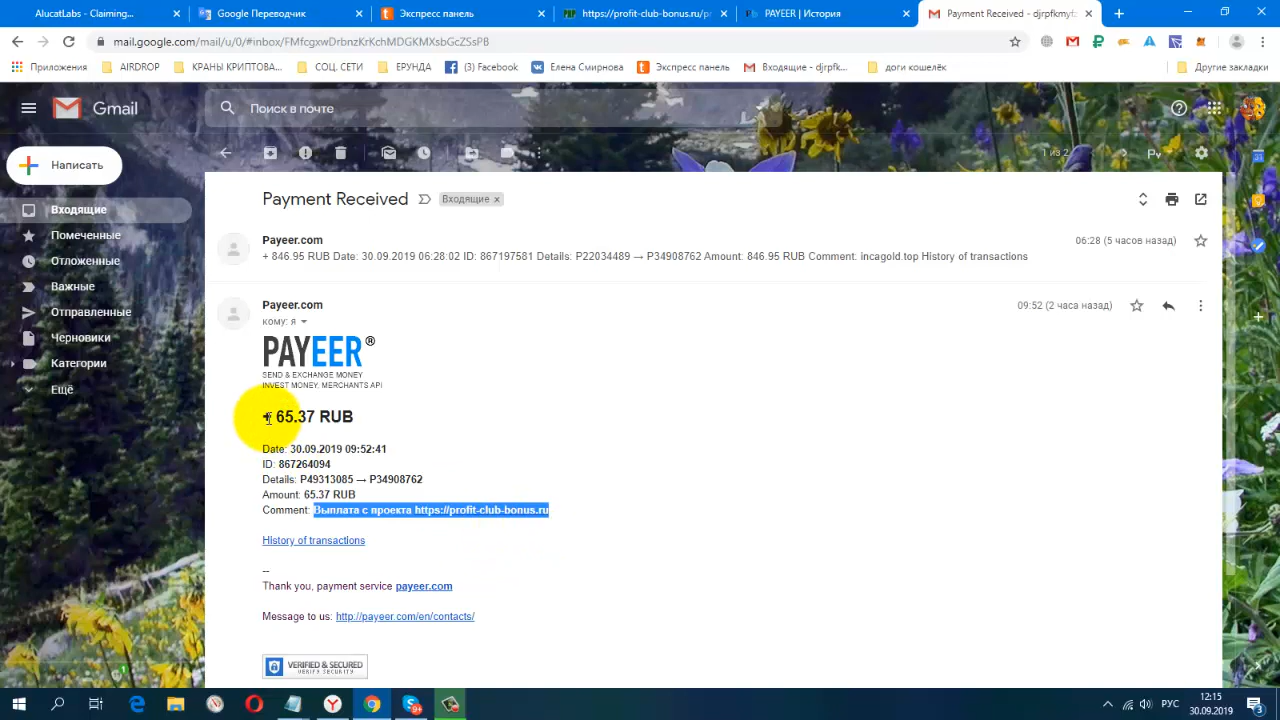 AlucatLabs - Claiming...
Google Переводчик
Экспресс панель
https://profit-club-bonus.ru/pr
PAYEER | История
Payment Received - djrpfkmyf
mail.google.com/mail/u/0/#inbox/FMfcgxwDrbnzKrKchMDGKMXsbGcZSsPB
Приложения
AIRDROP
КРАНЫ КРИПТОВА...
СОЦ. СЕТИ
ЕРУНДА
(3) Facebook
Елена Смирнова
Экспресс панель
Входящие - djrpfk...
доги кошелёк
Другие закладки
Gmail
Поиск в почте
Написать
1 из 2
Входящие
Помеченные
Отложенные
Важные
Отправленные
Черновики
Категории
Ещё
Payment Received
Входящие ×
Payeer.com
06:28 (5 часов назад)
+ 846.95 RUB Date: 30.09.2019 06:28:02 ID: 867197581 Details: P22034489 → P34908762 Amount: 846.95 RUB Comment: incagold.top History of transactions
Payeer.com
09:52 (2 часа назад)
кому: я
PAYEER ®
SEND & EXCHANGE MONEY
INVEST MONEY. MERCHANTS API
+ 65.37 RUB
Date: 30.09.2019 09:52:41
ID: 867264094
Details: P49313085 → P34908762
Amount: 65.37 RUB
Comment: Выплата с проекта https://profit-club-bonus.ru
History of transactions
--
Thank you, payment service payeer.com
Message to us: http://payeer.com/en/contacts/
VERIFIED & SECURED
VERIFY SECURITY
РУС
12:15
30.09.2019